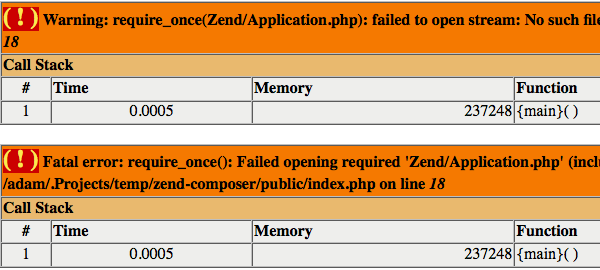 ( ! ) Warning: require_once(Zend/Application.php): failed to open stream: No such file
18
Call Stack
# Time Memory Function
1 0.0005 237248 {main}( )
( ! ) Fatal error: require_once(): Failed opening required 'Zend/Application.php' (inclu
/adam/.Projects/temp/zend-composer/public/index.php on line 18
Call Stack
# Time Memory Function
1 0.0005 237248 {main}( )